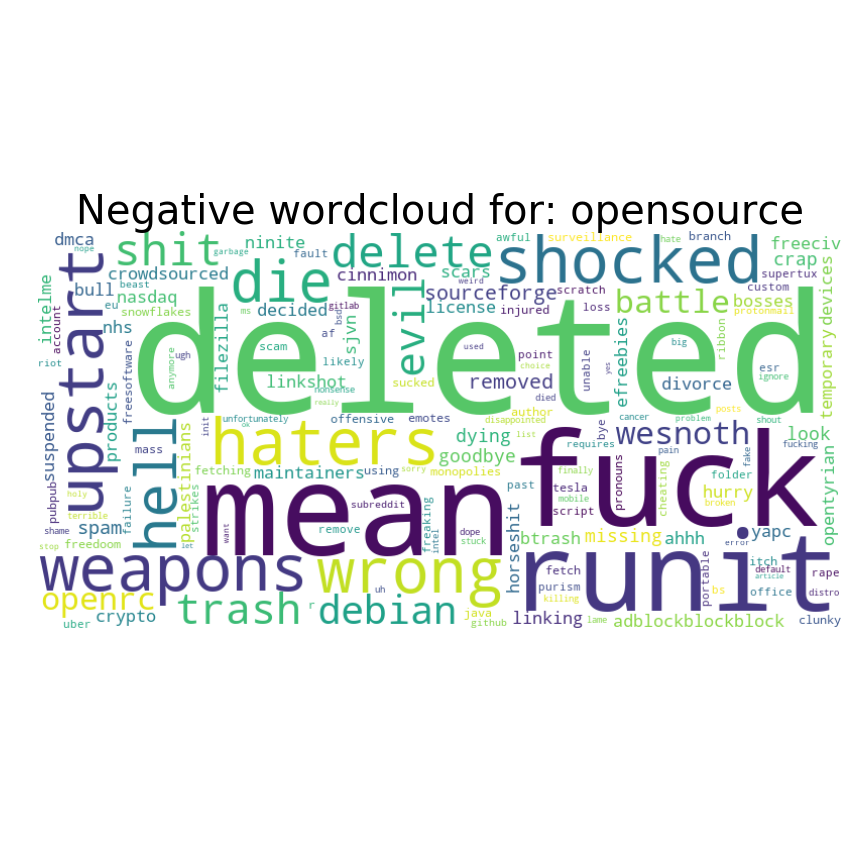 Negative wordcloud for: opensource
dmca
nope
shit
garbage
ninite
fault
delete
awful
surveillance
hate
branch
freeciv
crap
intelme
account
upstart
bull
crowdsourced
beast
nasdaq
snowflakes
eu
nhs
die
ms
decided
cinnimon
gitlab
bsd
scars
weird
sourceforge
license
injured
shocked
scratch
loss
battle
custom
supertux
bosses
protonmail
temporary
devices
deleted
evil
sjvn
af
likely
filezilla
scam
ugh
anymore
linkshot
nonsense
really
sucked
used
choice
removed
point
died
unable
yes
efreebies
big
ribbon
divorce
esr
ignore
riot
suspended
products
freesoftware
hell
mass
init
unfortunately
ok
offensive
emotes
author
disappointed
cancer
problem
posts
shout
haters
dying
list
goodbye
requires
bye
wesnoth
look
pain
fake
fucking
pubpub
holy
terrible
shame
spam
failure
stop
freedoom
palestinians
strikes
let
fetching
maintainers
using
sorry
monopolies
mean
want
subreddit
remove
freaking
intel
dope
stuck
past
finally
tesla
mobile
script
horseshit
fuck
pronouns
cheating
folder
hurry
broken
opentyrian
btrash
missing
ahhh
yapc
error
weapons
wrong
runit
fetch
purism
killing
portable
bs
itch
default
article
office
rape
distro
openrc
uber
crypto
trash
r
uh
debian
java
github
linking
lame
adblockblockblock
clunky